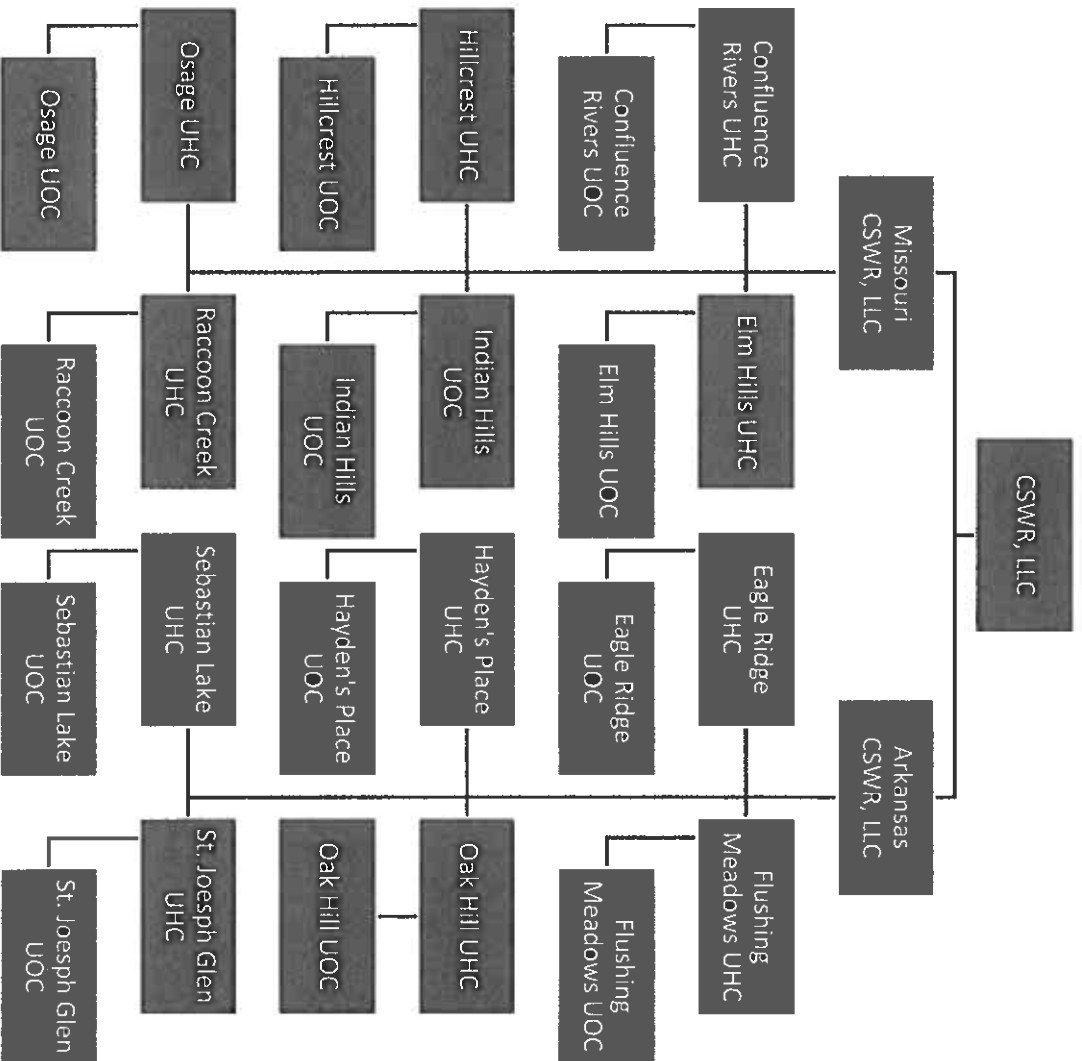 CSWR, LLC
Missouri
CSWR, LLC
Arkansas
CSWR, LLC
Confluence
Rivers UHC
Elm Hills UHC
Eagle Ridge
UHC
Flushing
Meadows UHC
Confluence
Rivers UOC
Elm Hills UOC
Eagle Ridge
UOC
Flushing
Meadows UOC
Hillcrest UHC
Indian Hills
UOC
Hayden's Place
UHC
Oak Hill UHC
Hillcrest UOC
Indian Hills
UOC
Hayden's Place
UOC
Oak Hill UOC
Osage UHC
Raccoon Creek
UHC
Sebastian Lake
UHC
St. Joesph Glen
UHC
Osage UOC
Raccoon Creek
UOC
Sebastian Lake
UOC
St. Joesph Glen
UOC